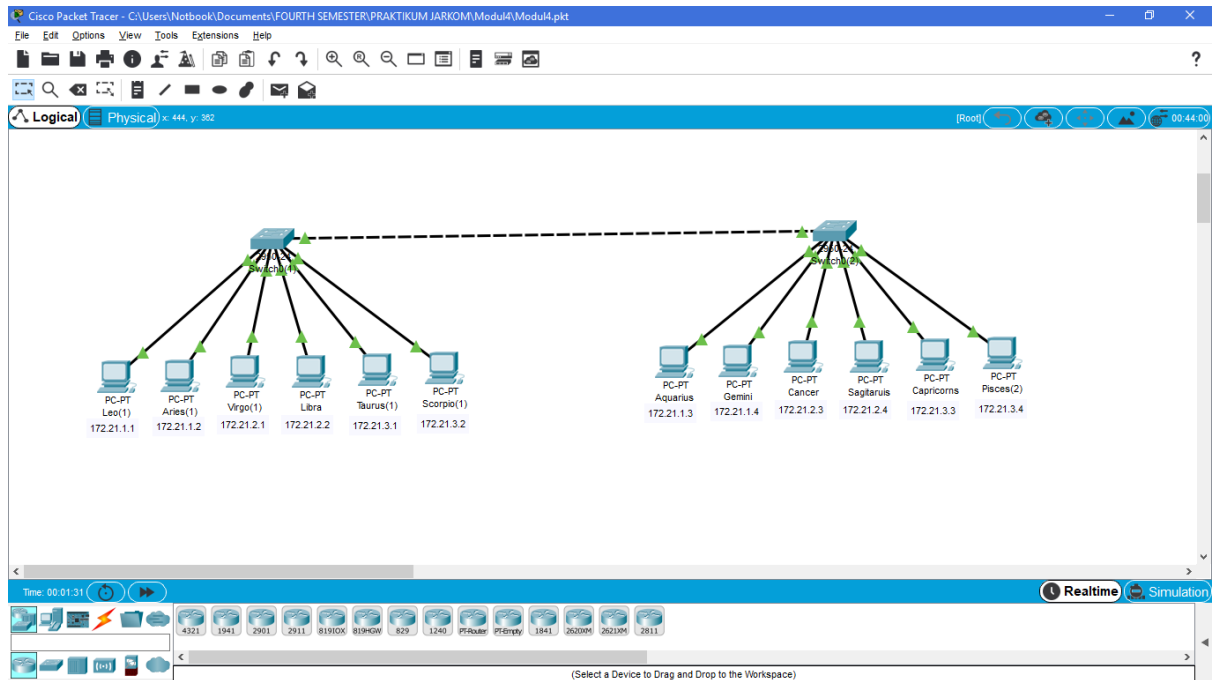 Cisco Packet Tracer - C:\Users\Notbook\Documents\FOURTH SEMESTER\PRAKTIKUM JARKOM\Modul4\Modul4.pkt
File Edit Options View Tools Extensions Help
?
Logical Physical x: 444, y: 362 [Root] 00:44:00
2950-24
Switch0(1)
2950-24
Switch0(2)
PC-PT
Leo(1)
172.21.1.1
PC-PT
Aries(1)
172.21.1.2
PC-PT
Virgo(1)
172.21.2.1
PC-PT
Libra
172.21.2.2
PC-PT
Taurus(1)
172.21.3.1
PC-PT
Scorpio(1)
172.21.3.2
PC-PT
Aquarius
172.21.1.3
PC-PT
Gemini
172.21.1.4
PC-PT
Cancer
172.21.2.3
PC-PT
Sagitaruis
172.21.2.4
PC-PT
Capricorns
172.21.3.3
PC-PT
Pisces(2)
172.21.3.4
Time: 00:01:31 Realtime Simulation
4321 1941 2901 2911 819IOX 819HGW 829 1240 PT-Router PT-Empty 1841 2620XM 2621XM 2811
(Select a Device to Drag and Drop to the Workspace)